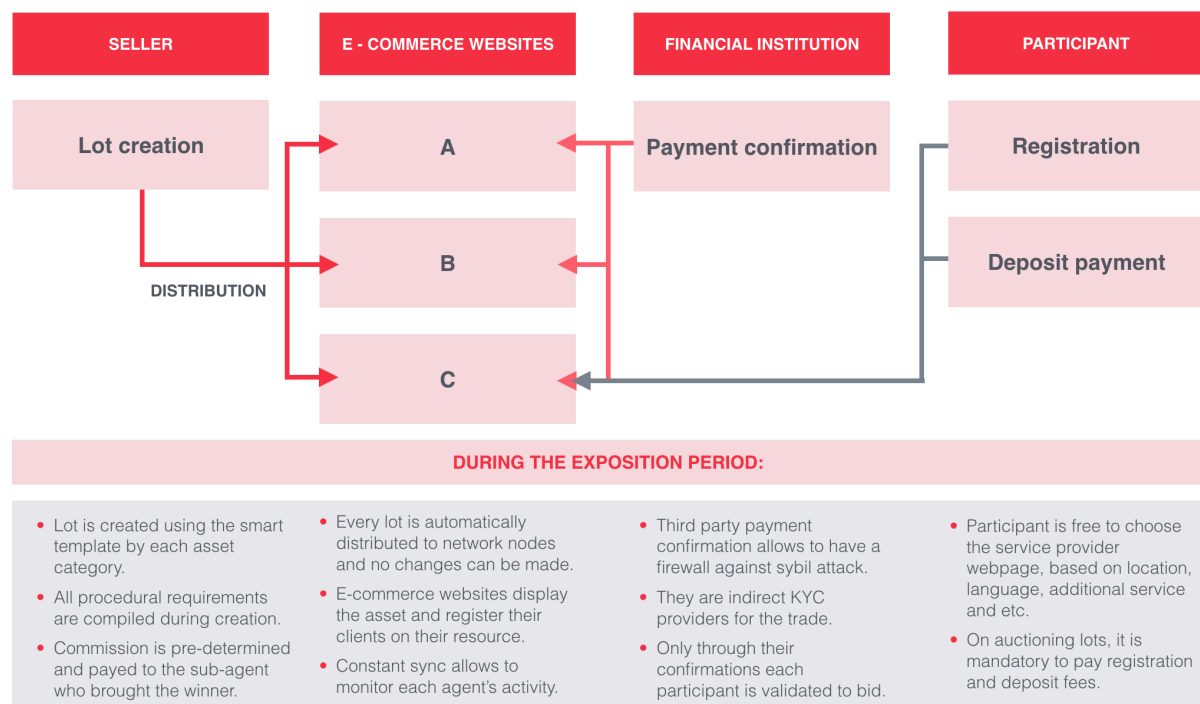 SELLER
E - COMMERCE WEBSITES
FINANCIAL INSTITUTION
PARTICIPANT
Lot creation
A
Payment confirmation
Registration
B
Deposit payment
DISTRIBUTION
C
DURING THE EXPOSITION PERIOD:
• Lot is created using the smart
template by each asset
category.
• All procedural requirements
are compiled during creation.
• Commission is pre-determined
and payed to the sub-agent
who brought the winner.
• Every lot is automatically
distributed to network nodes
and no changes can be made.
• E-commerce websites display
the asset and register their
clients on their resource.
• Constant sync allows to
monitor each agent's activity.
• Third party payment
confirmation allows to have a
firewall against sybil attack.
• They are indirect KYC
providers for the trade.
• Only through their
confirmations each
participant is validated to bid.
• Participant is free to choose
the service provider
webpage, based on location,
language, additional service
and etc.
• On auctioning lots, it is
mandatory to pay registration
and deposit fees.